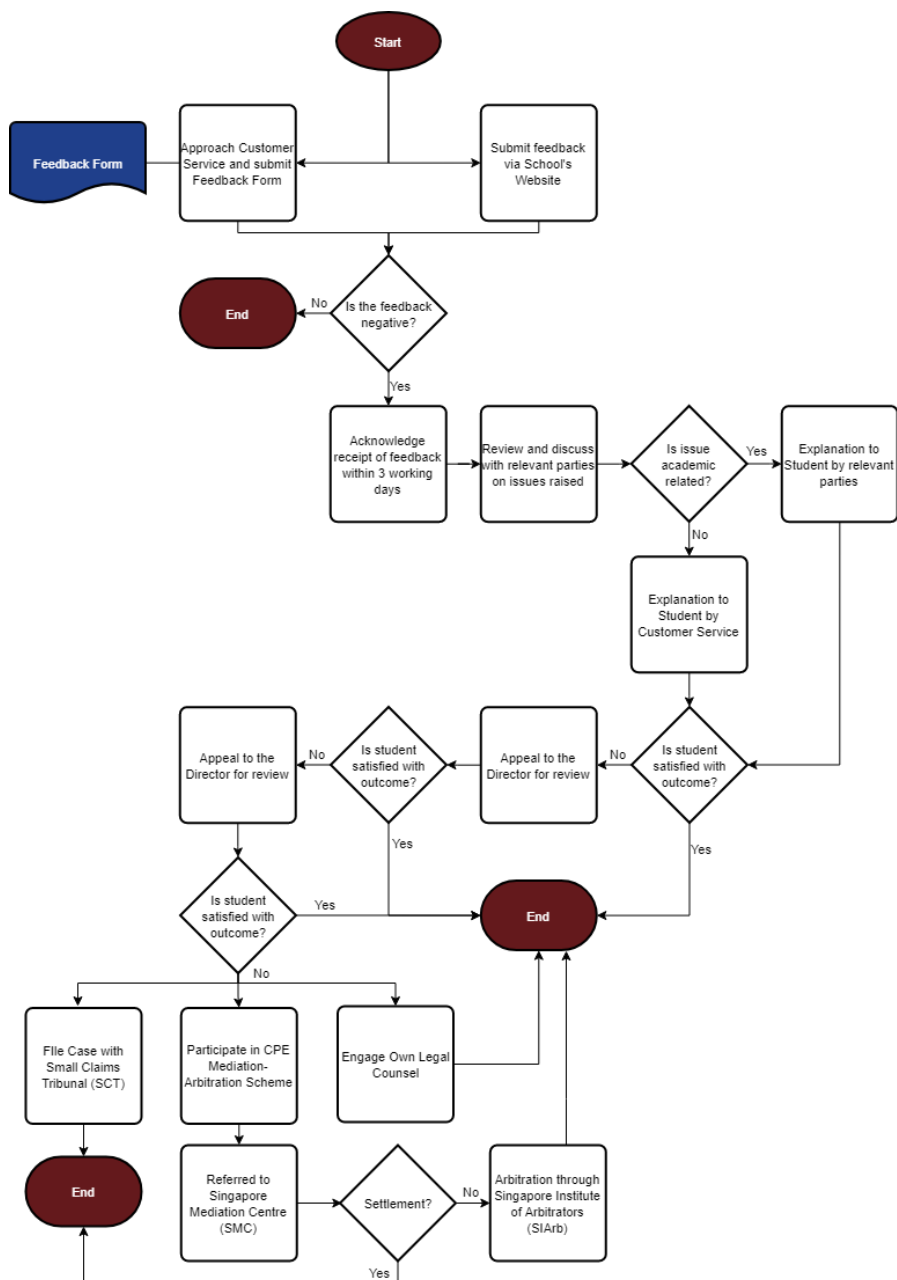 Start
Feedback Form
Approach Customer
Service and submit
Feedback Form
Submit feedback
via School's
Website
End
No
Is the feedback
negative?
Yes
Acknowledge
receipt of feedback
within 3 working
days
Review and discuss
with relevant parties
on issues raised
Is issue
academic
related?
Yes
Explanation to
Student by relevant
parties
No
Explanation to
Student by
Customer Service
Is student
satisfied with
outcome?
No
Appeal to the
Director for review
Is student
satisfied with
outcome?
No
Appeal to the
Director for review
Yes
Yes
Is student
satisfied with
outcome?
Yes
End
No
FIle Case with
Small Claims
Tribunal (SCT)
Participate in CPE
Mediation-
Arbitration Scheme
Engage Own Legal
Counsel
End
Referred to
Singapore
Mediation Centre
(SMC)
Settlement?
No
Arbitration through
Singapore Institute
of Arbitrators
(SIArb)
Yes